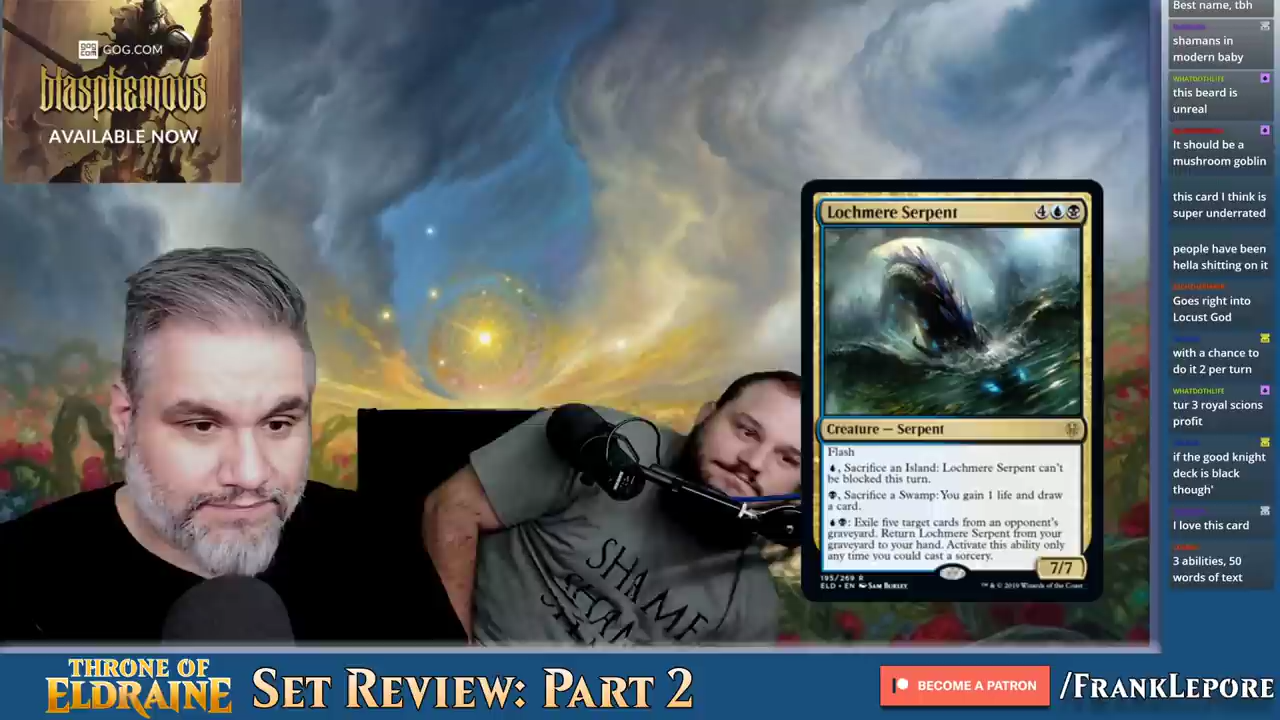 GOG.COM
blasphemous
AVAILABLE NOW
Lochmere Serpent
4
Creature — Serpent
Flash
, Sacrifice an Island: Lochmere Serpent can't
be blocked this turn.
, Sacrifice a Swamp: You gain 1 life and draw
a card.
: Exile five target cards from an opponent's
graveyard. Return Lochmere Serpent from your
graveyard to your hand. Activate this ability only
any time you could cast a sorcery.
7/7
195/269 R
ELD • EN Sam Burley
™ & © 2019 Wizards of the Coast
SHAME
Best name, tbh
shamans in
modern baby
WHATDOTHLIFE
this beard is
unreal
It should be a
mushroom goblin
this card I think is
super underrated
people have been
hella shitting on it
Goes right into
Locust God
with a chance to
do it 2 per turn
WHATDOTHLIFE
tur 3 royal scions
profit
if the good knight
deck is black
though'
I love this card
3 abilities, 50
words of text
THRONE OF
ELDRAINE
SET REVIEW: PART 2
BECOME A PATRON
/FRANKLEPORE